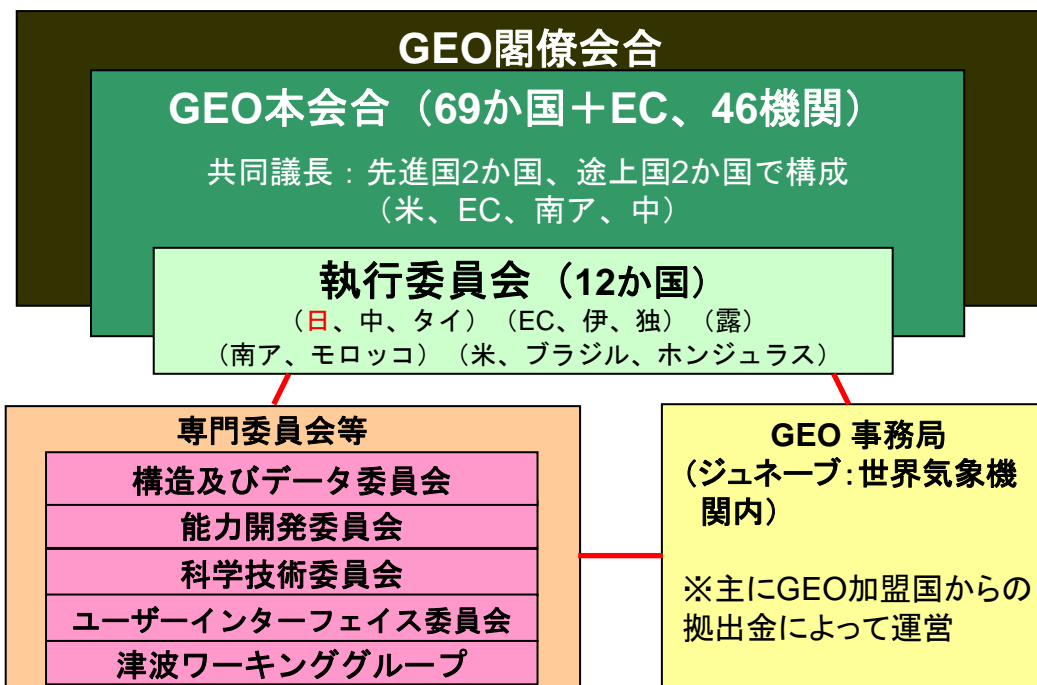 GEO閣僚会合
GEO本会合（69か国＋EC、46機関）
共同議長：先進国2か国、途上国2か国で構成
（米、EC、南ア、中）
執行委員会（12か国）
（日、中、タイ）（EC、伊、独）（露）
（南ア、モロッコ）（米、ブラジル、ホンジュラス）
専門委員会等
構造及びデータ委員会
能力開発委員会
科学技術委員会
ユーザーインターフェイス委員会
津波ワーキンググループ
GEO 事務局
（ジュネーブ：世界気象機
関内）
※主にGEO加盟国からの
拠出金によって運営